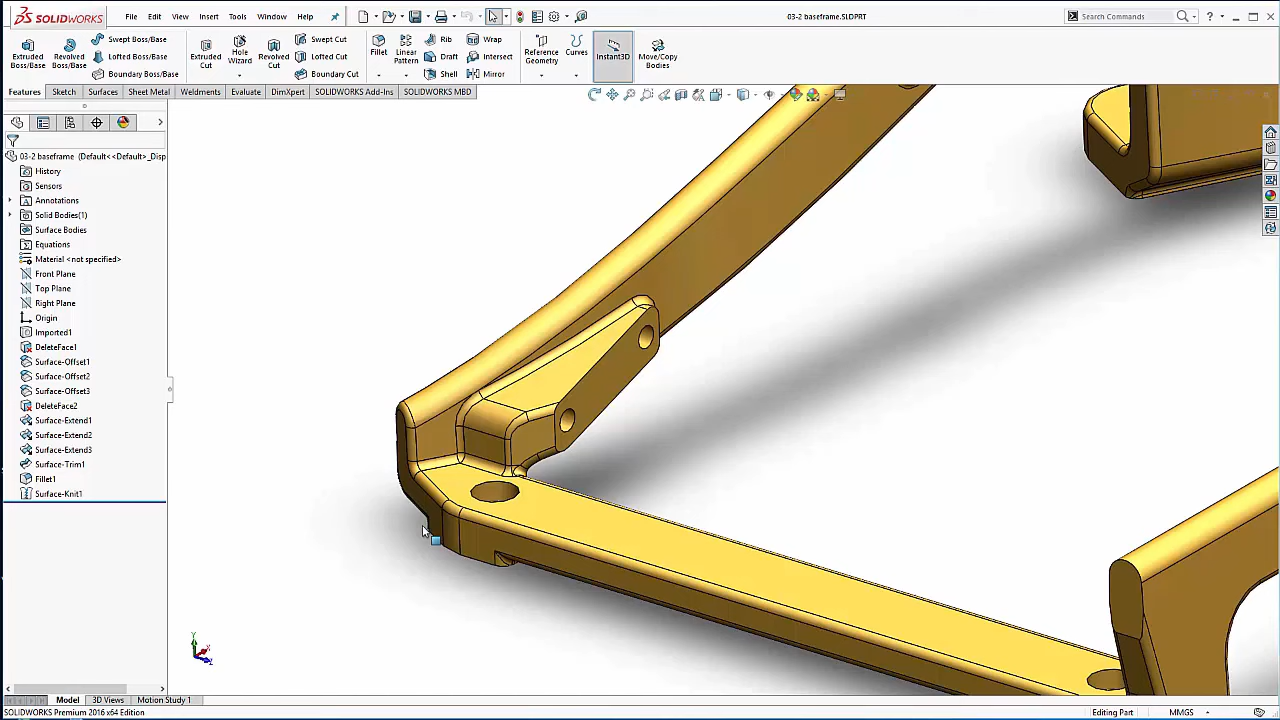 SOLIDWORKS
File
Edit
View
Insert
Tools
Window
Help
03-2 baseframe.SLDPRT
Search Commands
Extruded Boss/Base
Revolved Boss/Base
Swept Boss/Base
Lofted Boss/Base
Boundary Boss/Base
Extruded Cut
Hole Wizard
Revolved Cut
Swept Cut
Lofted Cut
Boundary Cut
Fillet
Linear Pattern
Rib
Draft
Shell
Wrap
Intersect
Mirror
Reference Geometry
Curves
Instant3D
Move/Copy Bodies
Features
Sketch
Surfaces
Sheet Metal
Weldments
Evaluate
DimXpert
SOLIDWORKS Add-Ins
SOLIDWORKS MBD
03-2 baseframe (Default<<Default>_Disp
History
Sensors
Annotations
Solid Bodies(1)
Surface Bodies
Equations
Material <not specified>
Front Plane
Top Plane
Right Plane
Origin
Imported1
DeleteFace1
Surface-Offset1
Surface-Offset2
Surface-Offset3
DeleteFace2
Surface-Extend1
Surface-Extend2
Surface-Extend3
Surface-Trim1
Fillet1
Surface-Knit1
Model
3D Views
Motion Study 1
SOLIDWORKS Premium 2016 x64 Edition
Editing Part
MMGS